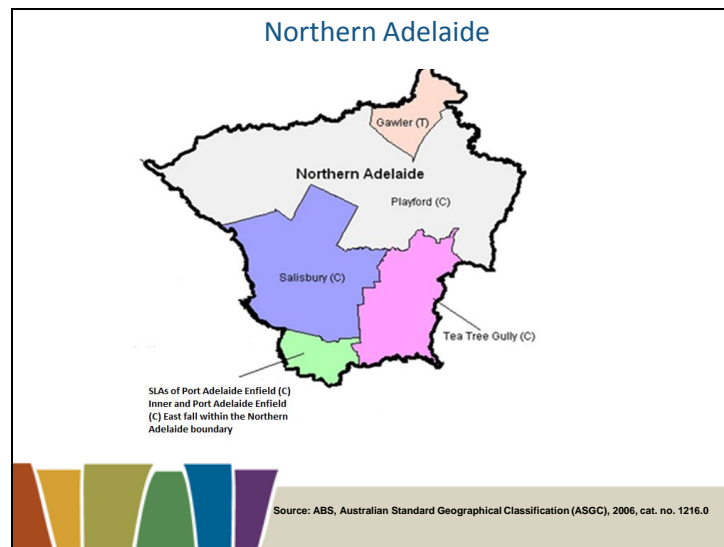 Northern Adelaide
Gawler (T)
Northern Adelaide
Playford (C)
Salisbury (C)
Tea Tree Gully (C)
SLAs of Port Adelaide Enfield (C)
Inner and Port Adelaide Enfield
(C) East fall within the Northern
Adelaide boundary
Source: ABS, Australian Standard Geographical Classification (ASGC), 2006, cat. no. 1216.0